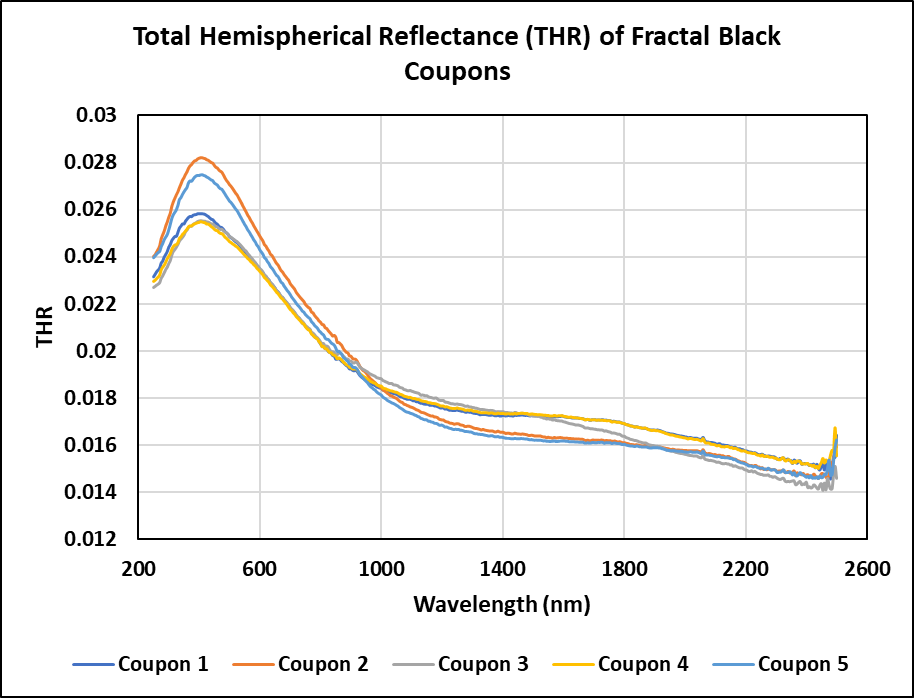 Total Hemispherical Reflectance (THR) of Fractal Black
Coupons
0.03
0.028
0.026
0.024
0.022
0.02
0.018
0.016
0.014
0.012
THR
200 600 1000 1400 1800 2200 2600
Wavelength (nm)
Coupon 1 Coupon 2 Coupon 3 Coupon 4 Coupon 5